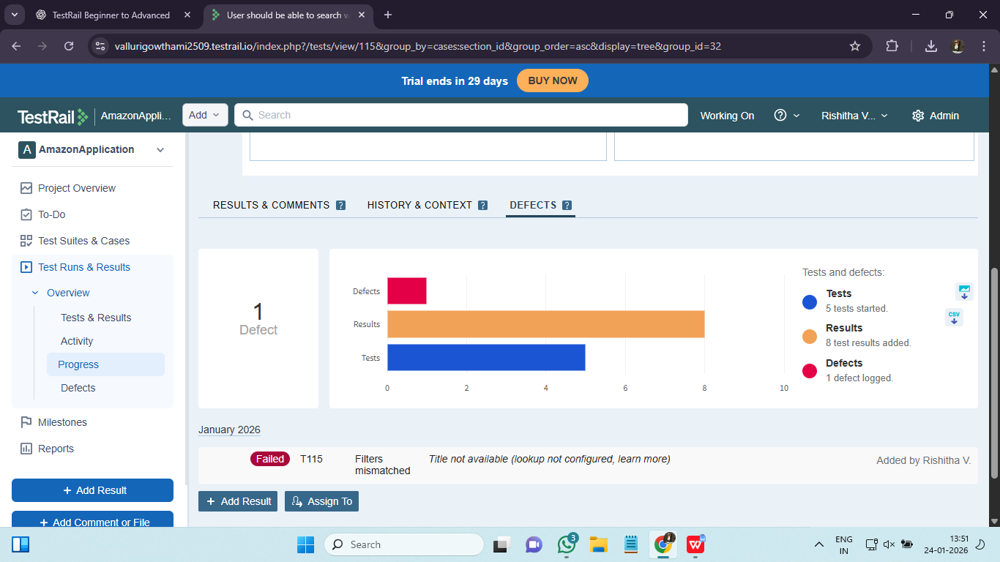 TestRail Beginner to Advanced
User should be able to search w
vallurigowthami2509.testrail.io/index.php?/tests/view/115&group_by=cases:section_id&group_order=asc&display=tree&group_id=32
Trial ends in 29 days
BUY NOW
TestRail
AmazonAppli...
Add
Search
Working On
Rishitha V...
Admin
A AmazonApplication
Project Overview
To-Do
Test Suites & Cases
Test Runs & Results
Overview
Tests & Results
Activity
Progress
Defects
Milestones
Reports
+ Add Result
+ Add Comment or File
RESULTS & COMMENTS ?
HISTORY & CONTEXT ?
DEFECTS ?
1
Defect
Defects
Results
Tests
0 2 4 6 8 10
Tests and defects:
Tests
5 tests started.
Results
8 test results added.
Defects
1 defect logged.
CSV
January 2026
Failed
T115
Filters
mismatched
Title not available (lookup not configured, learn more)
Added by Rishitha V.
+ Add Result
Assign To
Search
3
ENG
IN
13:51
24-01-2026